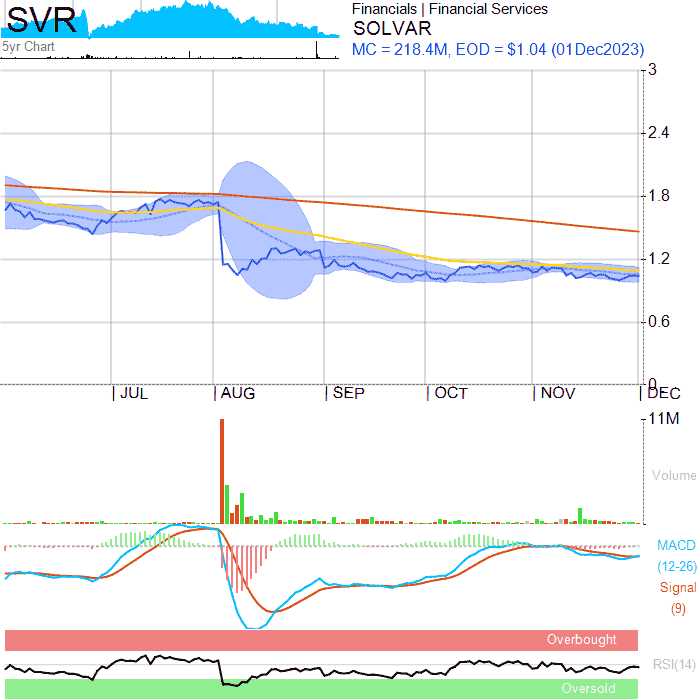 SVR
Financials | Financial Services
SOLVAR
MC = 218.4M, EOD = $1.04 (01Dec2023)
5yr Chart
3
2.4
1.8
1.2
0.6
0
JUL
AUG
SEP
OCT
NOV
DEC
11M
Volume
MACD
(12-26)
Signal
(9)
Overbought
RSI(14)
Oversold